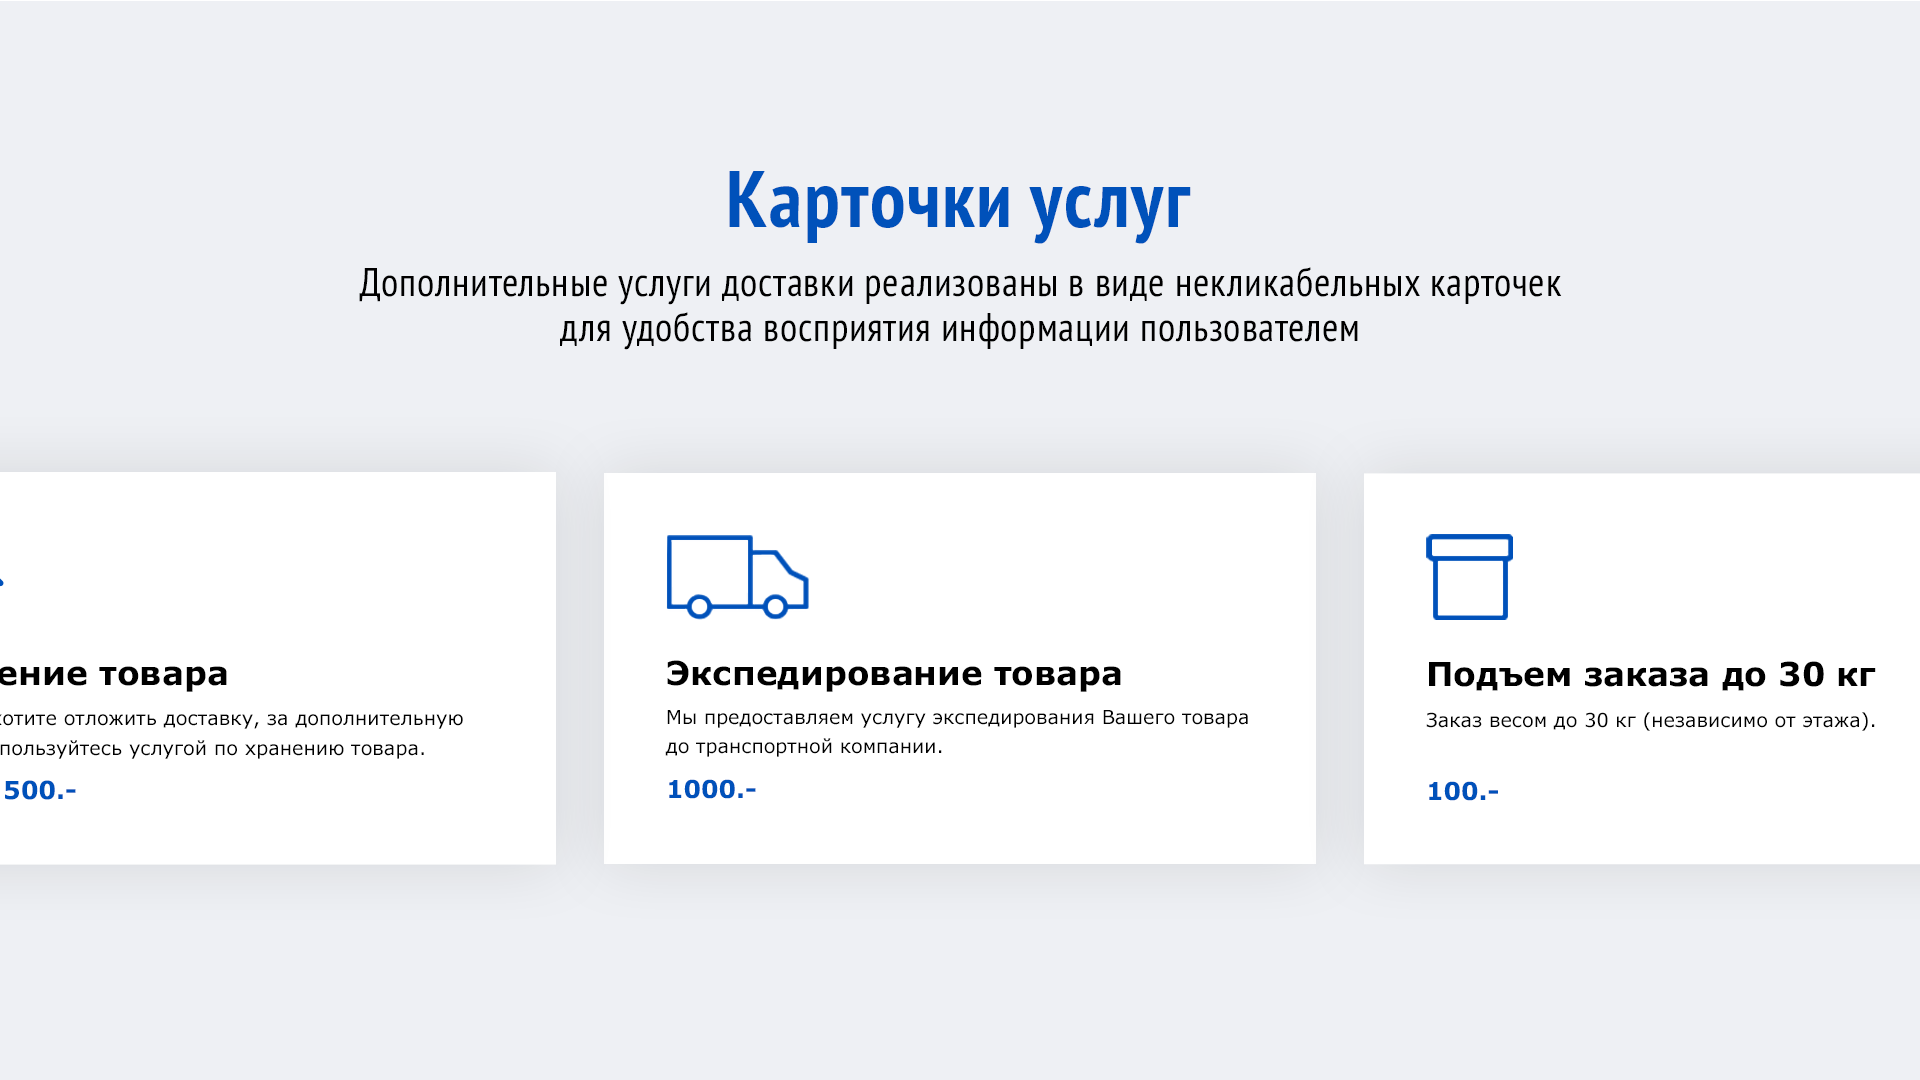 Карточки услуг
Дополнительные услуги доставки реализованы в виде некликабельных карточек
для удобства восприятия информации пользователем
ение товара
хотите отложить доставку, за дополнительную
пользуйтесь услугой по хранению товара.
500.-
Экспедирование товара
Мы предоставляем услугу экспедирования Вашего товара
до транспортной компании.
1000.-
Подъем заказа до 30 кг
Заказ весом до 30 кг (независимо от этажа).
100.-